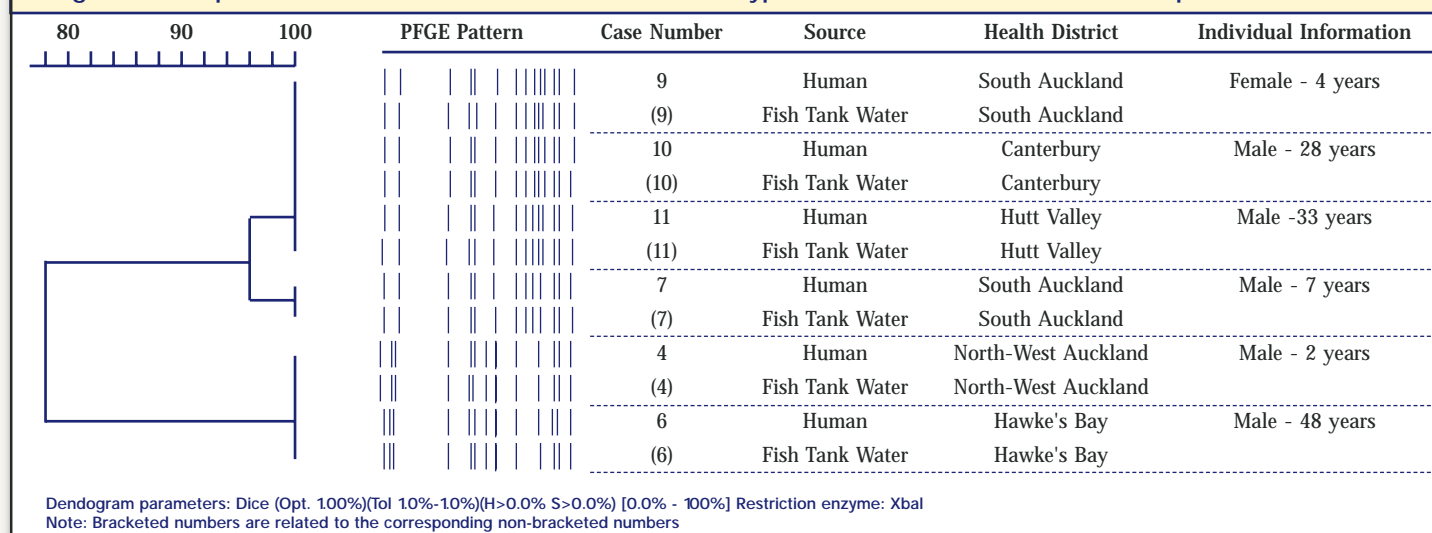 80 90 100 PFGE Pattern Case Number Source Health District Individual Information
9 Human South Auckland Female - 4 years
(9) Fish Tank Water South Auckland
10 Human Canterbury Male - 28 years
(10) Fish Tank Water Canterbury
11 Human Hutt Valley Male -33 years
(11) Fish Tank Water Hutt Valley
7 Human South Auckland Male - 7 years
(7) Fish Tank Water South Auckland
4 Human North-West Auckland Male - 2 years
(4) Fish Tank Water North-West Auckland
6 Human Hawke's Bay Male - 48 years
(6) Fish Tank Water Hawke's Bay
Dendogram parameters: Dice (Opt. 1.00%)(Tol 1.0%-1.0%)(H>0.0% S>0.0%) [0.0% - 100%] Restriction enzyme: XbaI
Note: Bracketed numbers are related to the corresponding non-bracketed numbers